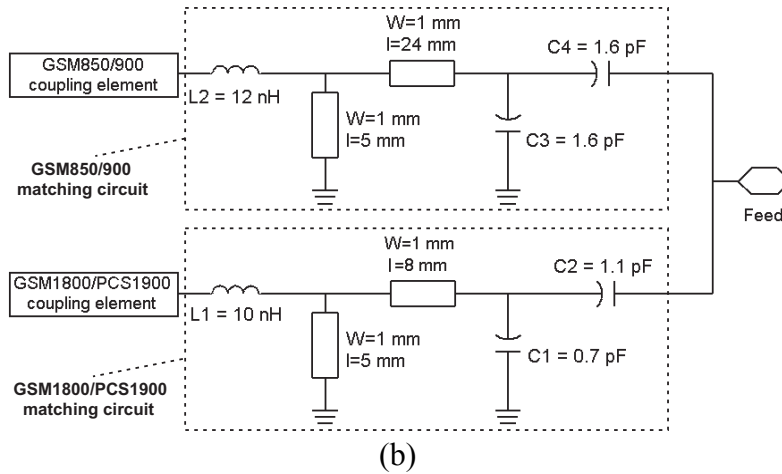 W=1 mm
l=24 mm
C4 = 1.6 pF
GSM850/900
coupling element
L2 = 12 nH
W=1 mm
l=5 mm
C3 = 1.6 pF
GSM850/900
matching circuit
Feed
W=1 mm
l=8 mm
C2 = 1.1 pF
GSM1800/PCS1900
coupling element
L1 = 10 nH
W=1 mm
l=5 mm
C1 = 0.7 pF
GSM1800/PCS1900
matching circuit
(b)